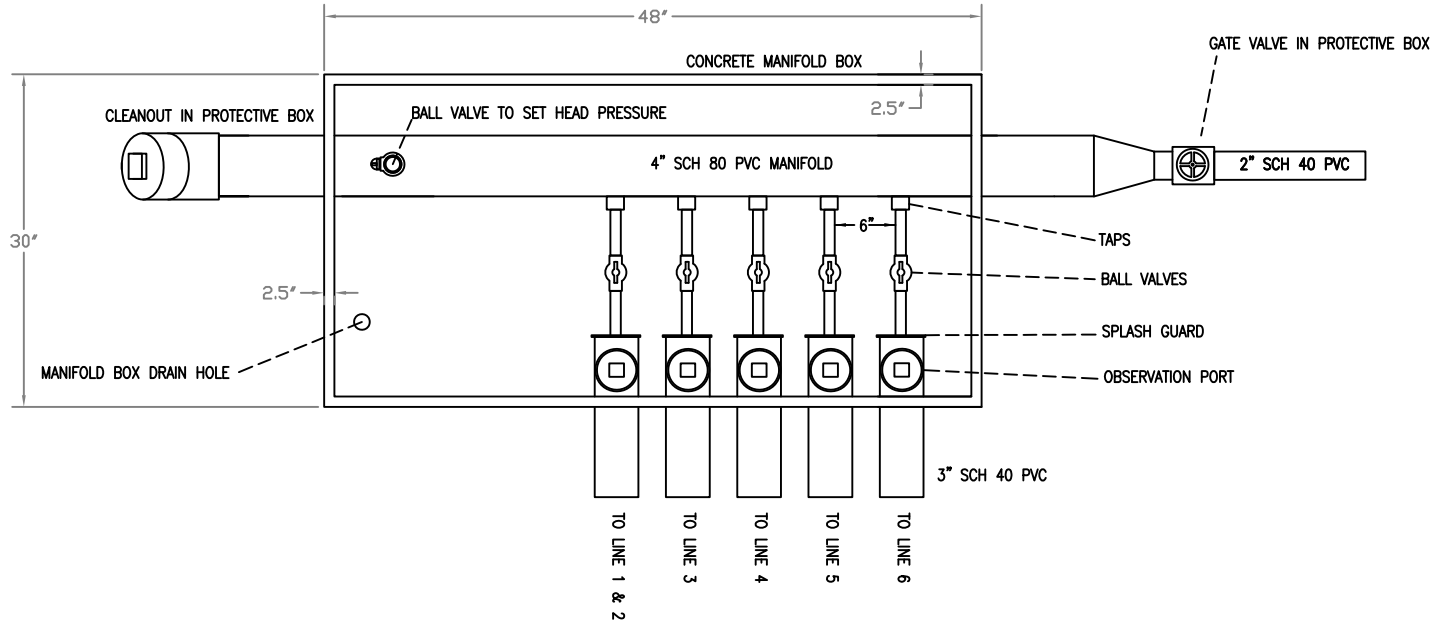 48"
GATE VALVE IN PROTECTIVE BOX
CONCRETE MANIFOLD BOX
2.5"
CLEANOUT IN PROTECTIVE BOX
BALL VALVE TO SET HEAD PRESSURE
4" SCH 80 PVC MANIFOLD
2" SCH 40 PVC
30"
6"
TAPS
BALL VALVES
2.5"
SPLASH GUARD
MANIFOLD BOX DRAIN HOLE
OBSERVATION PORT
3" SCH 40 PVC
TO LINE 1 & 2
TO LINE 3
TO LINE 4
TO LINE 5
TO LINE 6